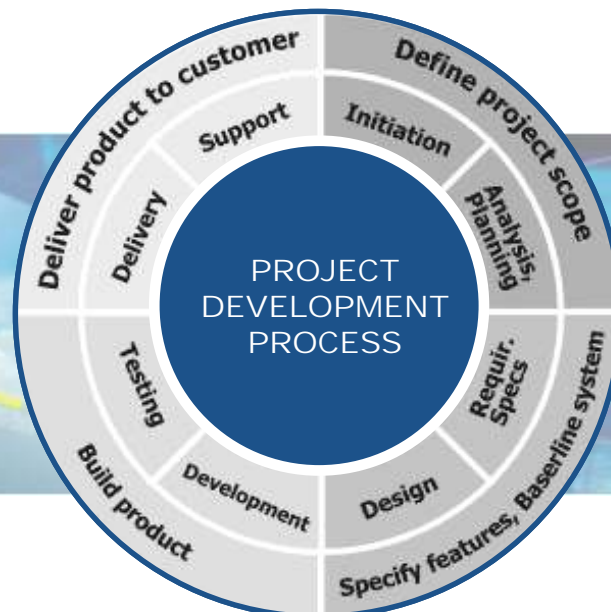 Define project scope
Initiation
Analysis,
Planning
Requir.
Specs
Specify features, Baserline system
Design
Development
Build product
Testing
Delivery
Deliver product to customer
Support
PROJECT
DEVELOPMENT
PROCESS